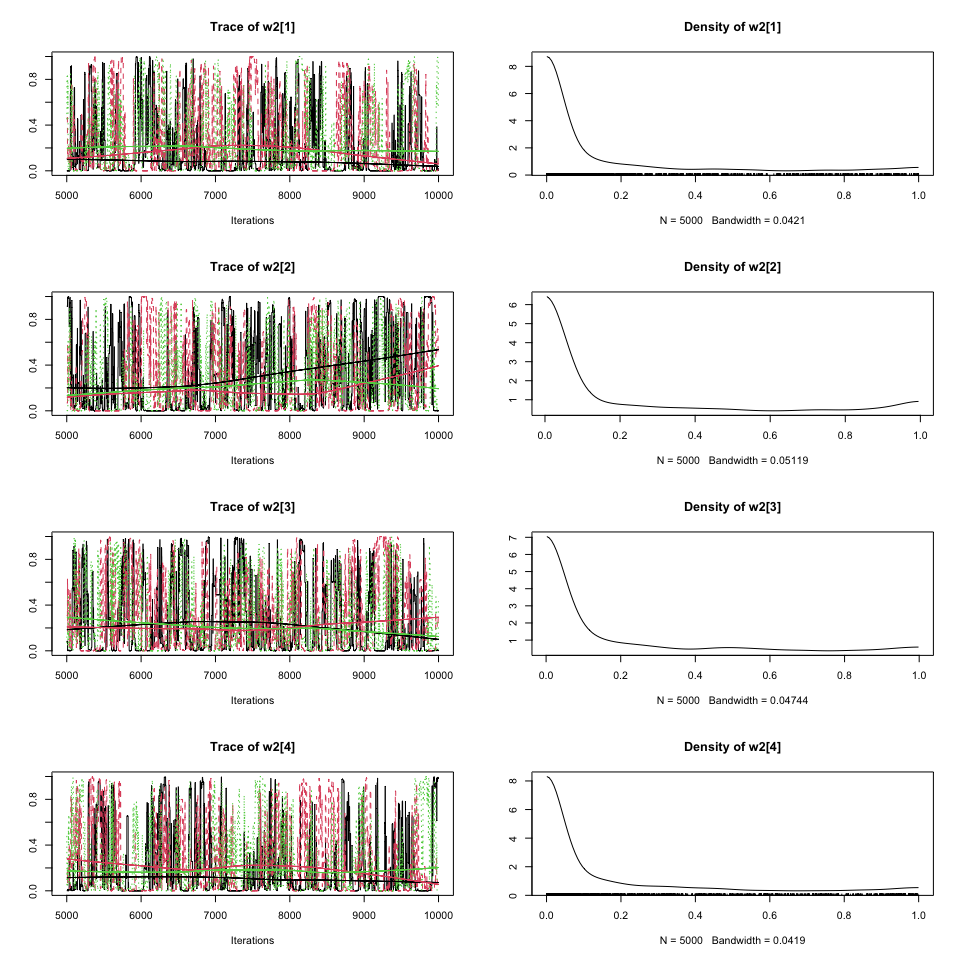 Trace of w2[1]
0.0 0.4 0.8
5000 6000 7000 8000 9000 10000
Iterations
Density of w2[1]
0 2 4 6 8
0.0 0.2 0.4 0.6 0.8 1.0
N = 5000 Bandwidth = 0.0421
Trace of w2[2]
0.0 0.4 0.8
5000 6000 7000 8000 9000 10000
Iterations
Density of w2[2]
1 2 3 4 5 6
0.0 0.2 0.4 0.6 0.8 1.0
N = 5000 Bandwidth = 0.05119
Trace of w2[3]
0.0 0.4 0.8
5000 6000 7000 8000 9000 10000
Iterations
Density of w2[3]
1 2 3 4 5 6 7
0.0 0.2 0.4 0.6 0.8 1.0
N = 5000 Bandwidth = 0.04744
Trace of w2[4]
0.0 0.4 0.8
5000 6000 7000 8000 9000 10000
Iterations
Density of w2[4]
0 2 4 6 8
0.0 0.2 0.4 0.6 0.8 1.0
N = 5000 Bandwidth = 0.0419